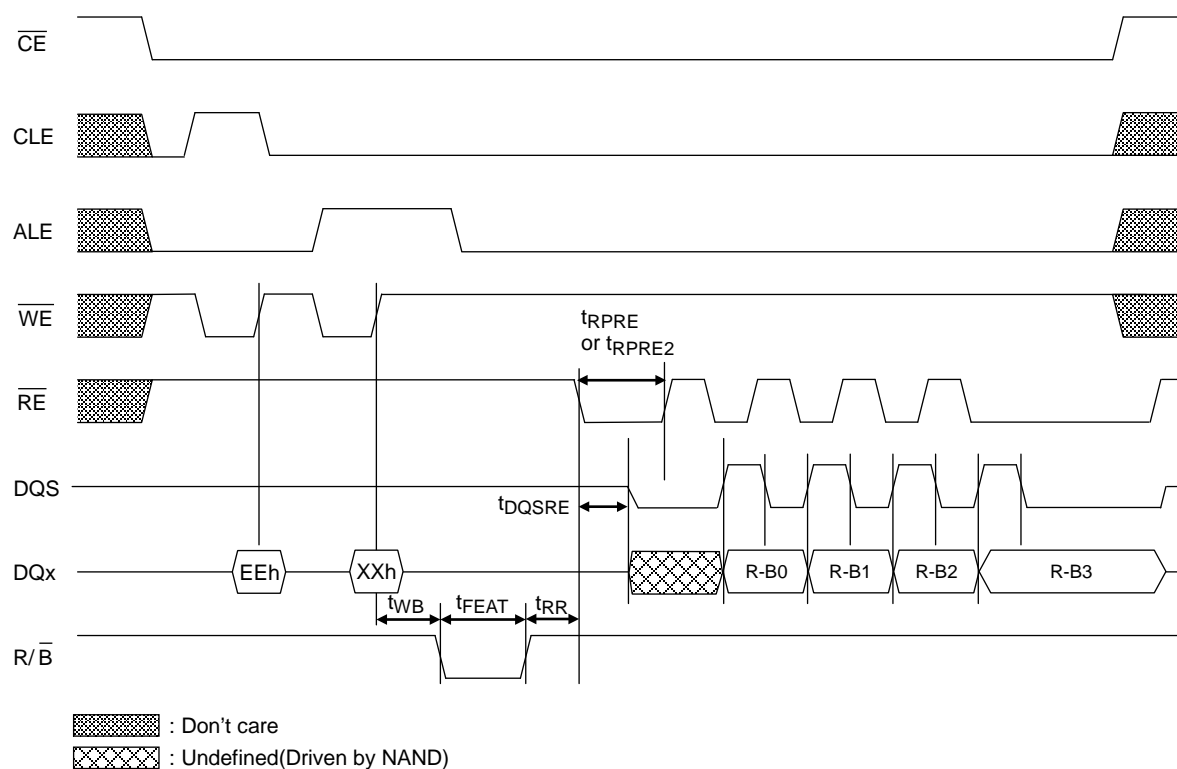 CE
CLE
ALE
WE
tRPRE
or tRPRE2
RE
DQS
tDQSRE
DQx
EEh
XXh
R-B0
R-B1
R-B2
R-B3
tWB
tFEAT
tRR
R/B
: Don't care
: Undefined(Driven by NAND)